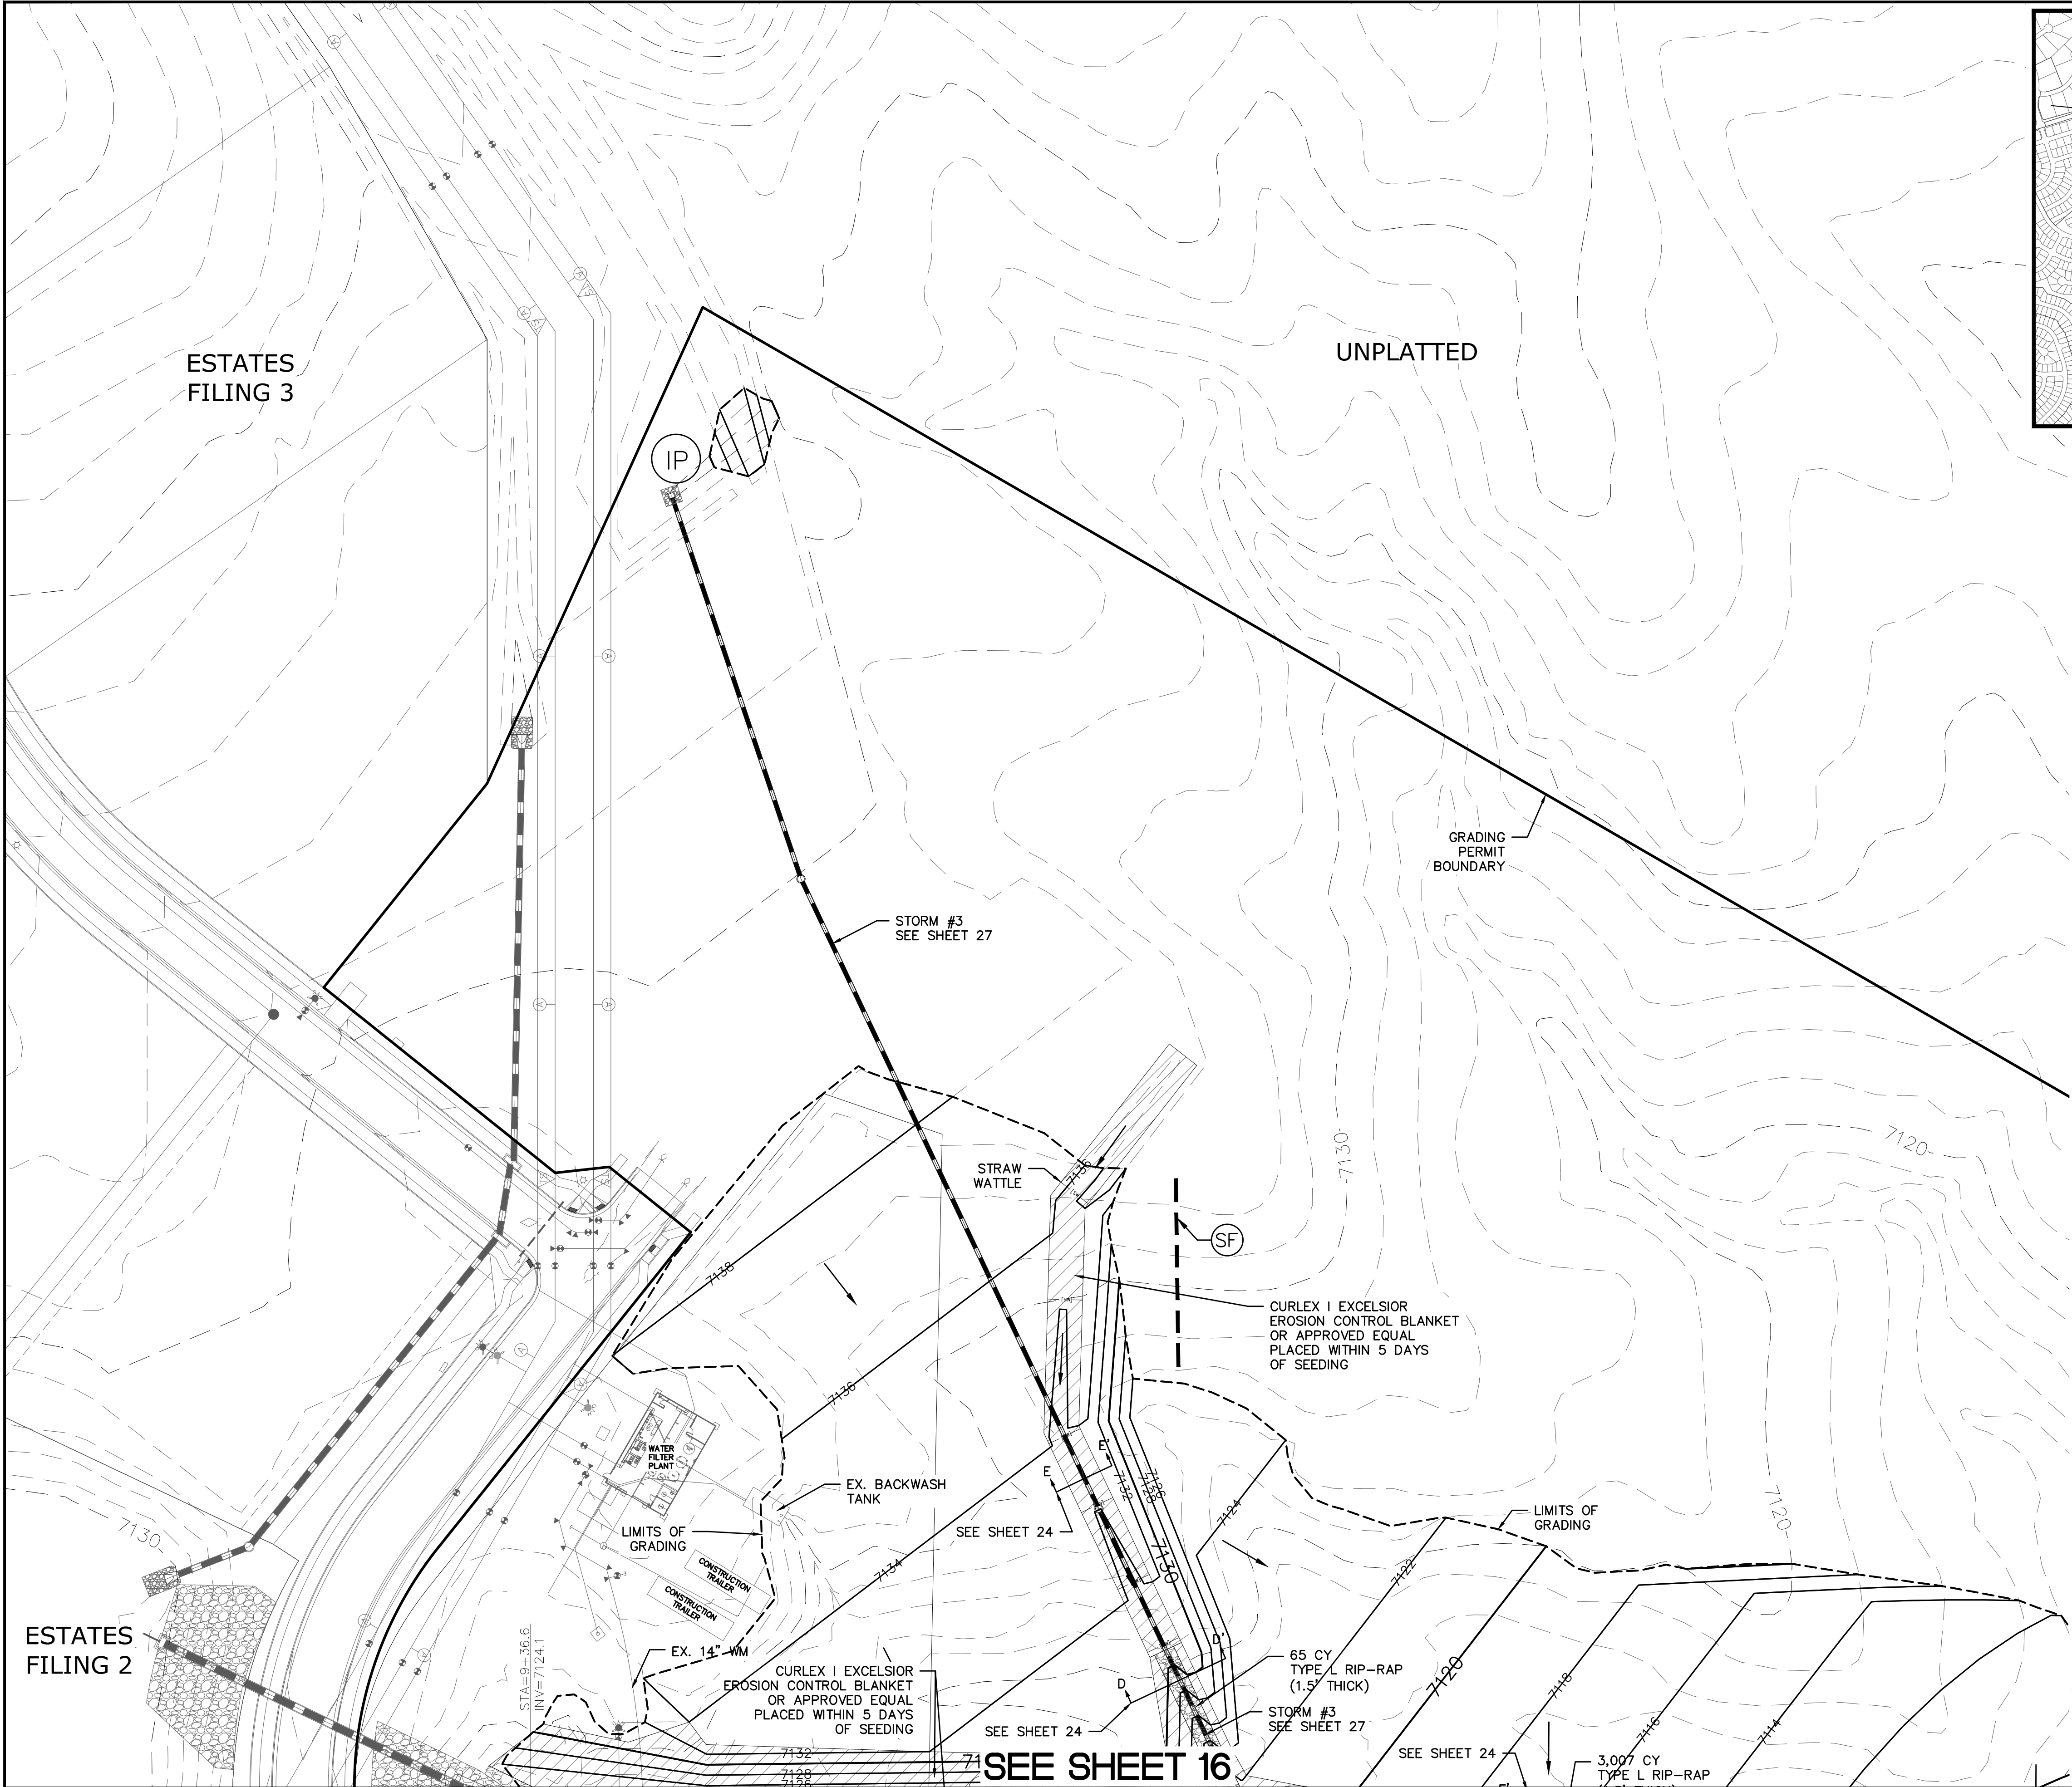 ESTATES
FILING 3
UNPLATTED
IP
GRADING
PERMIT
BOUNDARY
STORM #3
SEE SHEET 27
7120
7130
STRAW
WATTLE
7136
SF
7138
CURLEX I EXCELSIOR
EROSION CONTROL BLANKET
OR APPROVED EQUAL
PLACED WITHIN 5 DAYS
OF SEEDING
7136
WATER
FILTER
PLANT
E'
E
7132
7128
7126
7130
EX. BACKWASH
TANK
SEE SHEET 24
7124
LIMITS OF
GRADING
7120
7130
LIMITS OF
GRADING
CONSTRUCTION
TRAILER
CONSTRUCTION
TRAILER
7134
7122
ESTATES
FILING 2
STA=9+36.6
INV=7124.1
EX. 14" WM
CURLEX I EXCELSIOR
EROSION CONTROL BLANKET
OR APPROVED EQUAL
PLACED WITHIN 5 DAYS
OF SEEDING
D'
D
65 CY
TYPE L RIP-RAP
(1.5' THICK)
7120
7118
7116
7114
SEE SHEET 24
STORM #3
SEE SHEET 27
7132
7128
SEE SHEET 16
SEE SHEET 24
3,007 CY
TYPE L RIP-RAP